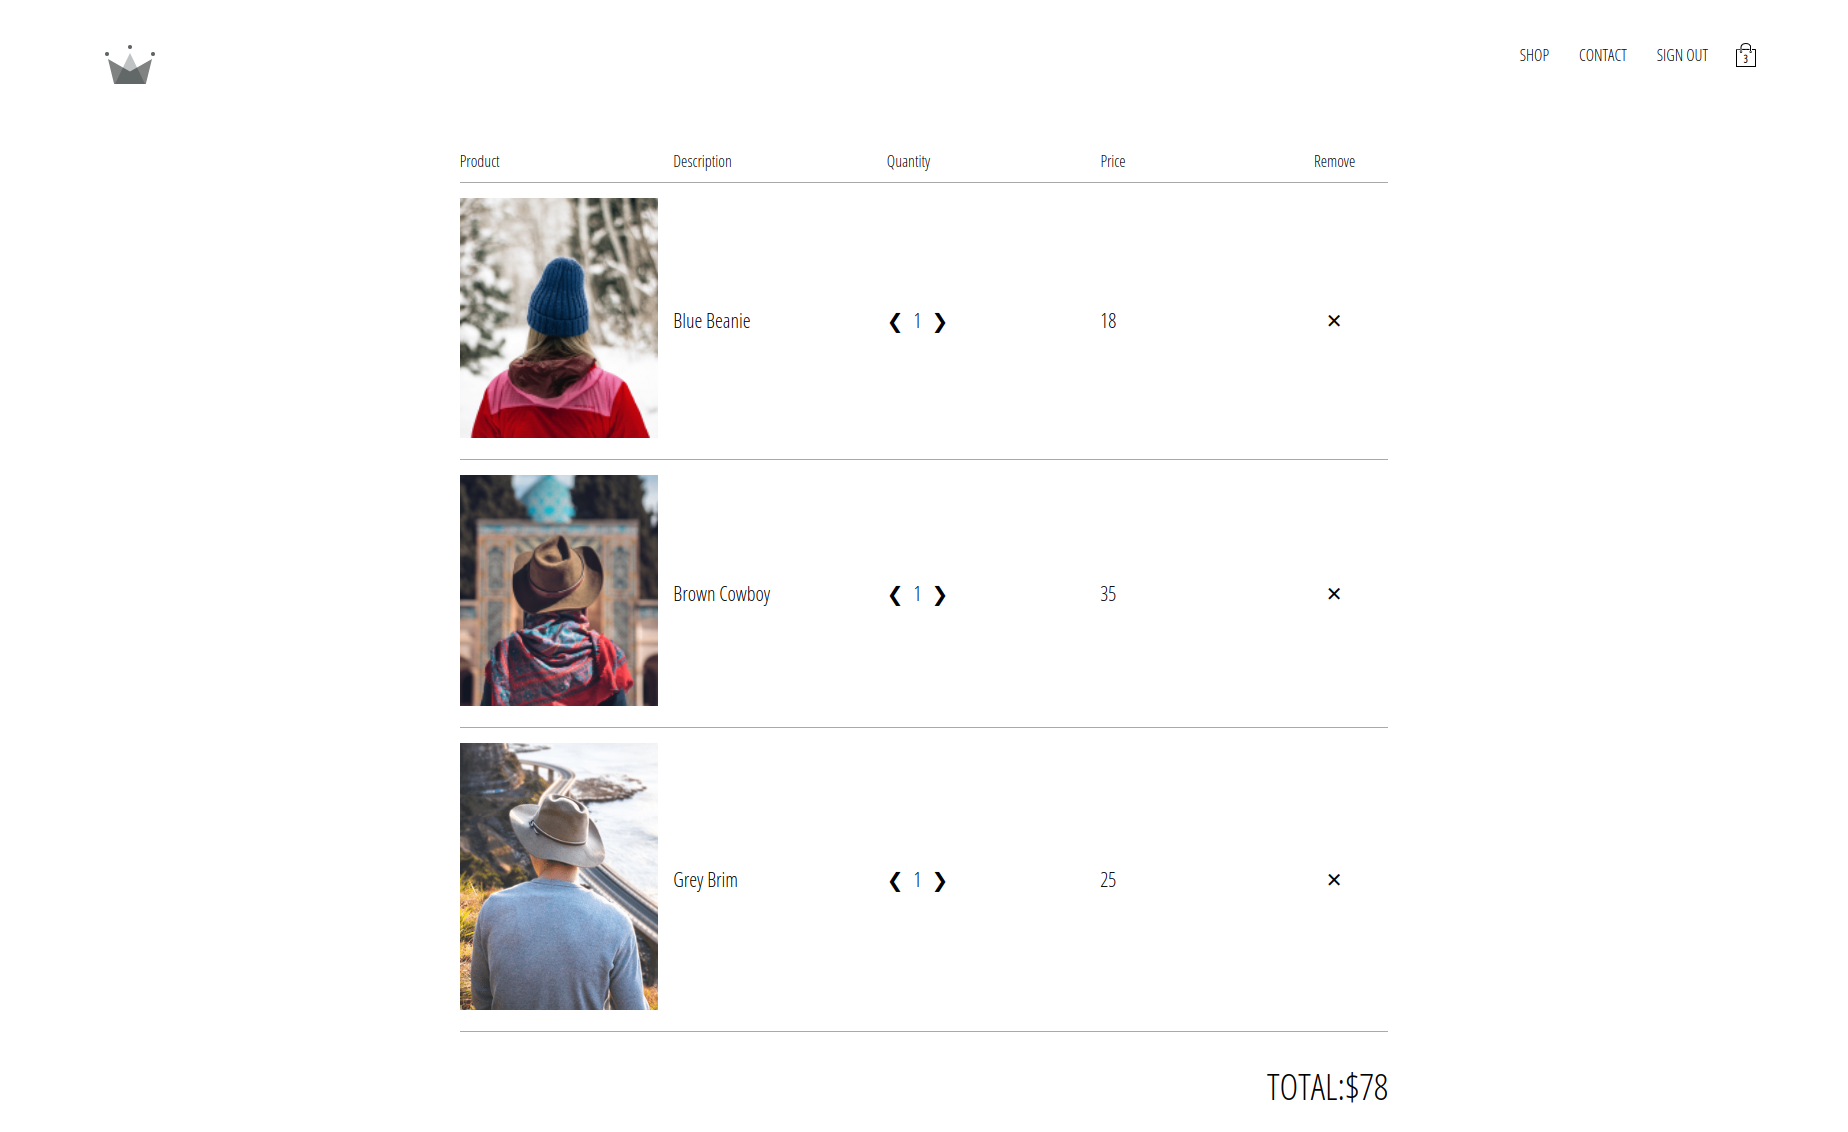 SHOP CONTACT SIGN OUT 3
Product Description Quantity Price Remove
Blue Beanie ❮ 1 ❯ 18 ✕
Brown Cowboy ❮ 1 ❯ 35 ✕
Grey Brim ❮ 1 ❯ 25 ✕
TOTAL:$78